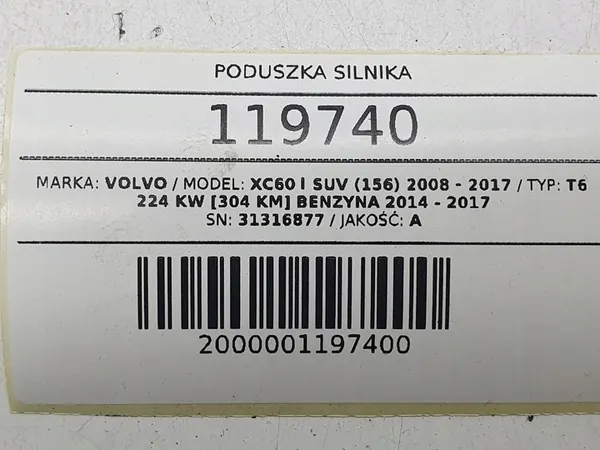 PODUSZKA SILNIKA
119740
MARKA: VOLVO / MODEL: XC60 I SUV (156) 2008 - 2017 / TYP: T6
224 KW [304 KM] BENZYNA 2014 - 2017
SN: 31316877 / JAKOŚĆ: A
2000001197400